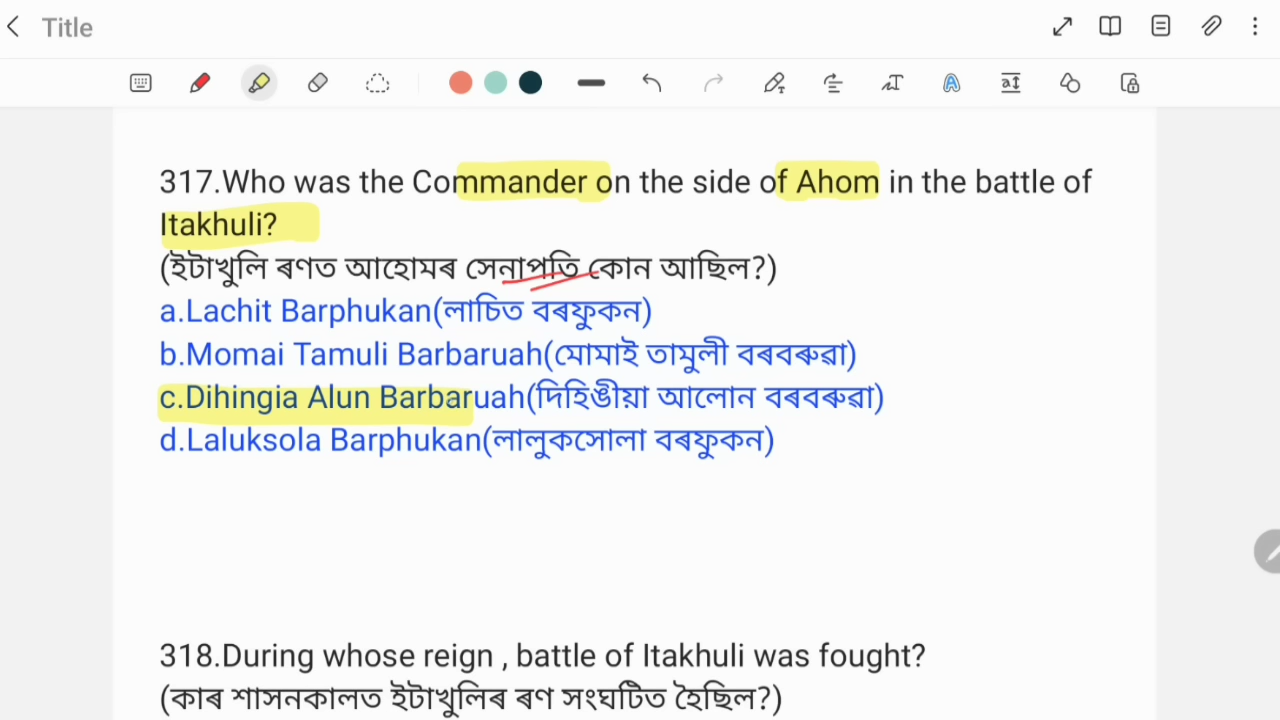 Title
317.Who was the Commander on the side of Ahom in the battle of
Itakhuli?
(ইটাখুলি ৰণত আহোমৰ সেনাপতি কোন আছিল?)
a.Lachit Barphukan(লাচিত বৰফুকন)
b.Momai Tamuli Barbaruah(মোমাই তামুলী বৰবৰুৱা)
c.Dihingia Alun Barbaruah(দিহিঙীয়া আলোন বৰবৰুৱা)
d.Laluksola Barphukan(লালুকসোলা বৰফুকন)
318.During whose reign , battle of Itakhuli was fought?
(কাৰ শাসনকালত ইটাখুলিৰ ৰণ সংঘটিত হৈছিল?)